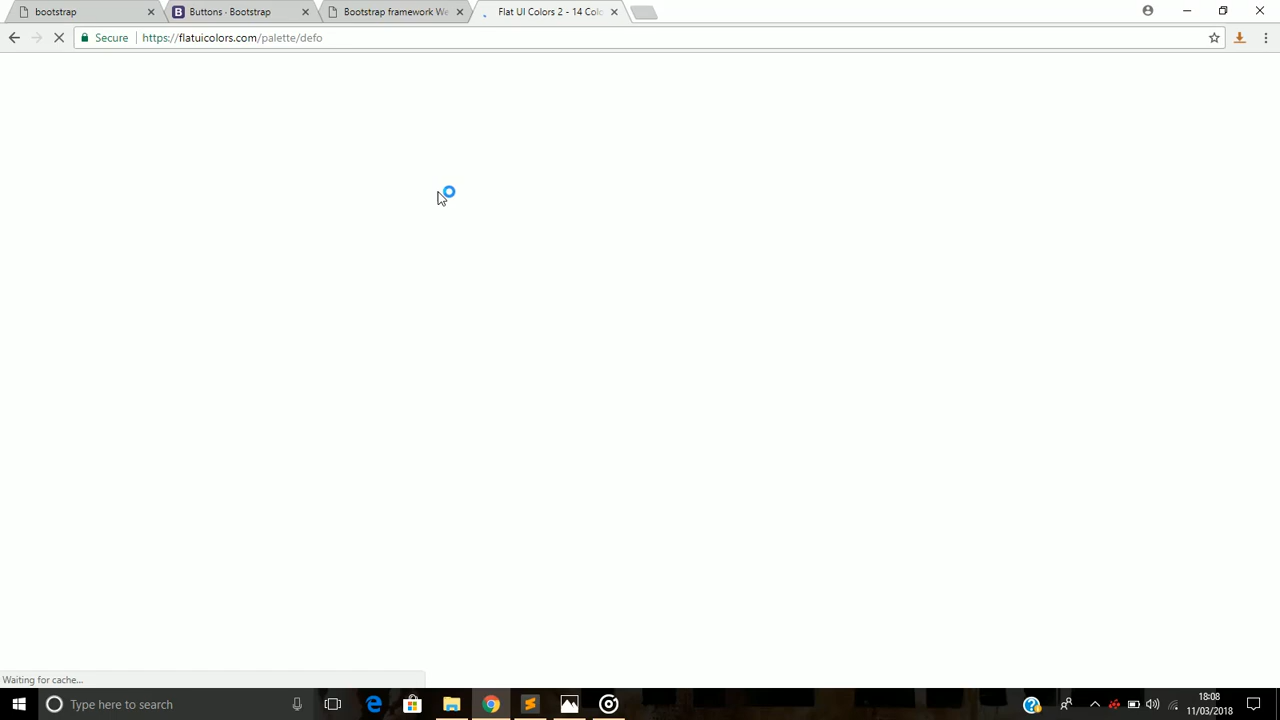 bootstrap
Buttons · Bootstrap
Bootstrap framework We
Flat UI Colors 2 - 14 Colo
Secure
https://flatuicolors.com/palette/defo
Waiting for cache...
Type here to search
18:08
11/03/2018